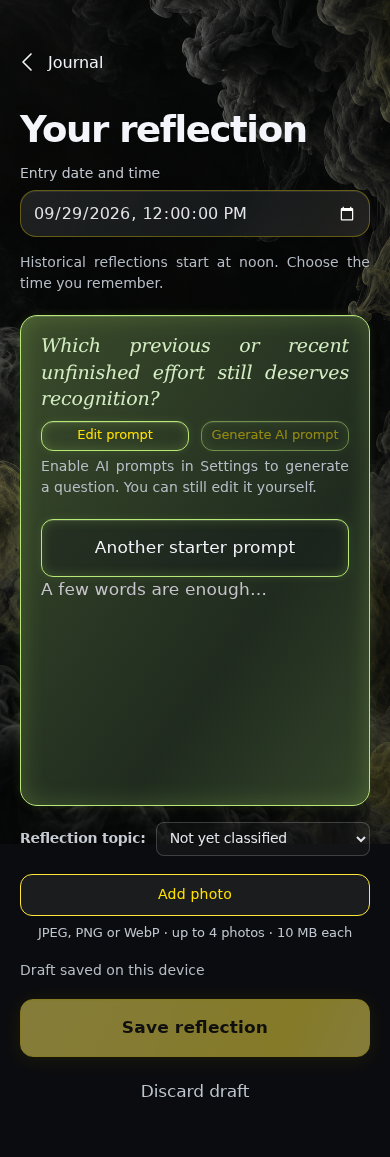 Journal
Your reflection
Entry date and time
09/29/2026, 12:00:00 PM
Historical reflections start at noon. Choose the
time you remember.
Which previous or recent
unfinished effort still deserves
recognition?
Edit prompt
Generate AI prompt
Enable AI prompts in Settings to generate
a question. You can still edit it yourself.
Another starter prompt
A few words are enough...
Reflection topic: Not yet classified
Add photo
JPEG, PNG or WebP · up to 4 photos · 10 MB each
Draft saved on this device
Save reflection
Discard draft